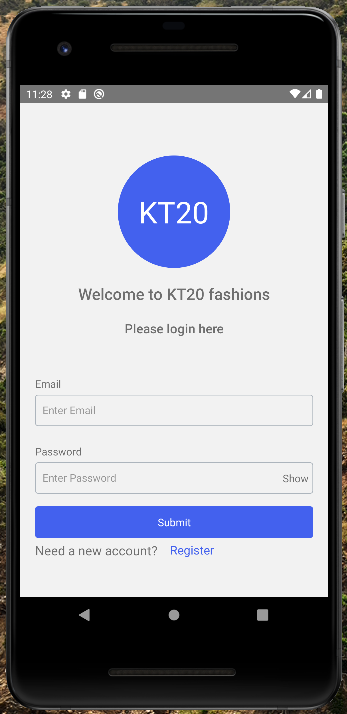 11:28
KT20
Welcome to KT20 fashions
Please login here
Email
Enter Email
Password
Enter Password Show
Submit
Need a new account? Register